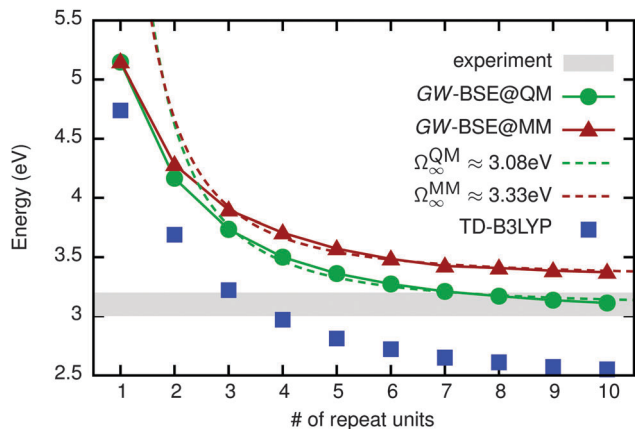 5.5
5
4.5
4
3.5
3
2.5
Energy (eV)
experiment
GW-BSE@QM
GW-BSE@MM
Ω∞^QM ≈ 3.08eV
Ω∞^MM ≈ 3.33eV
TD-B3LYP
1 2 3 4 5 6 7 8 9 10
# of repeat units